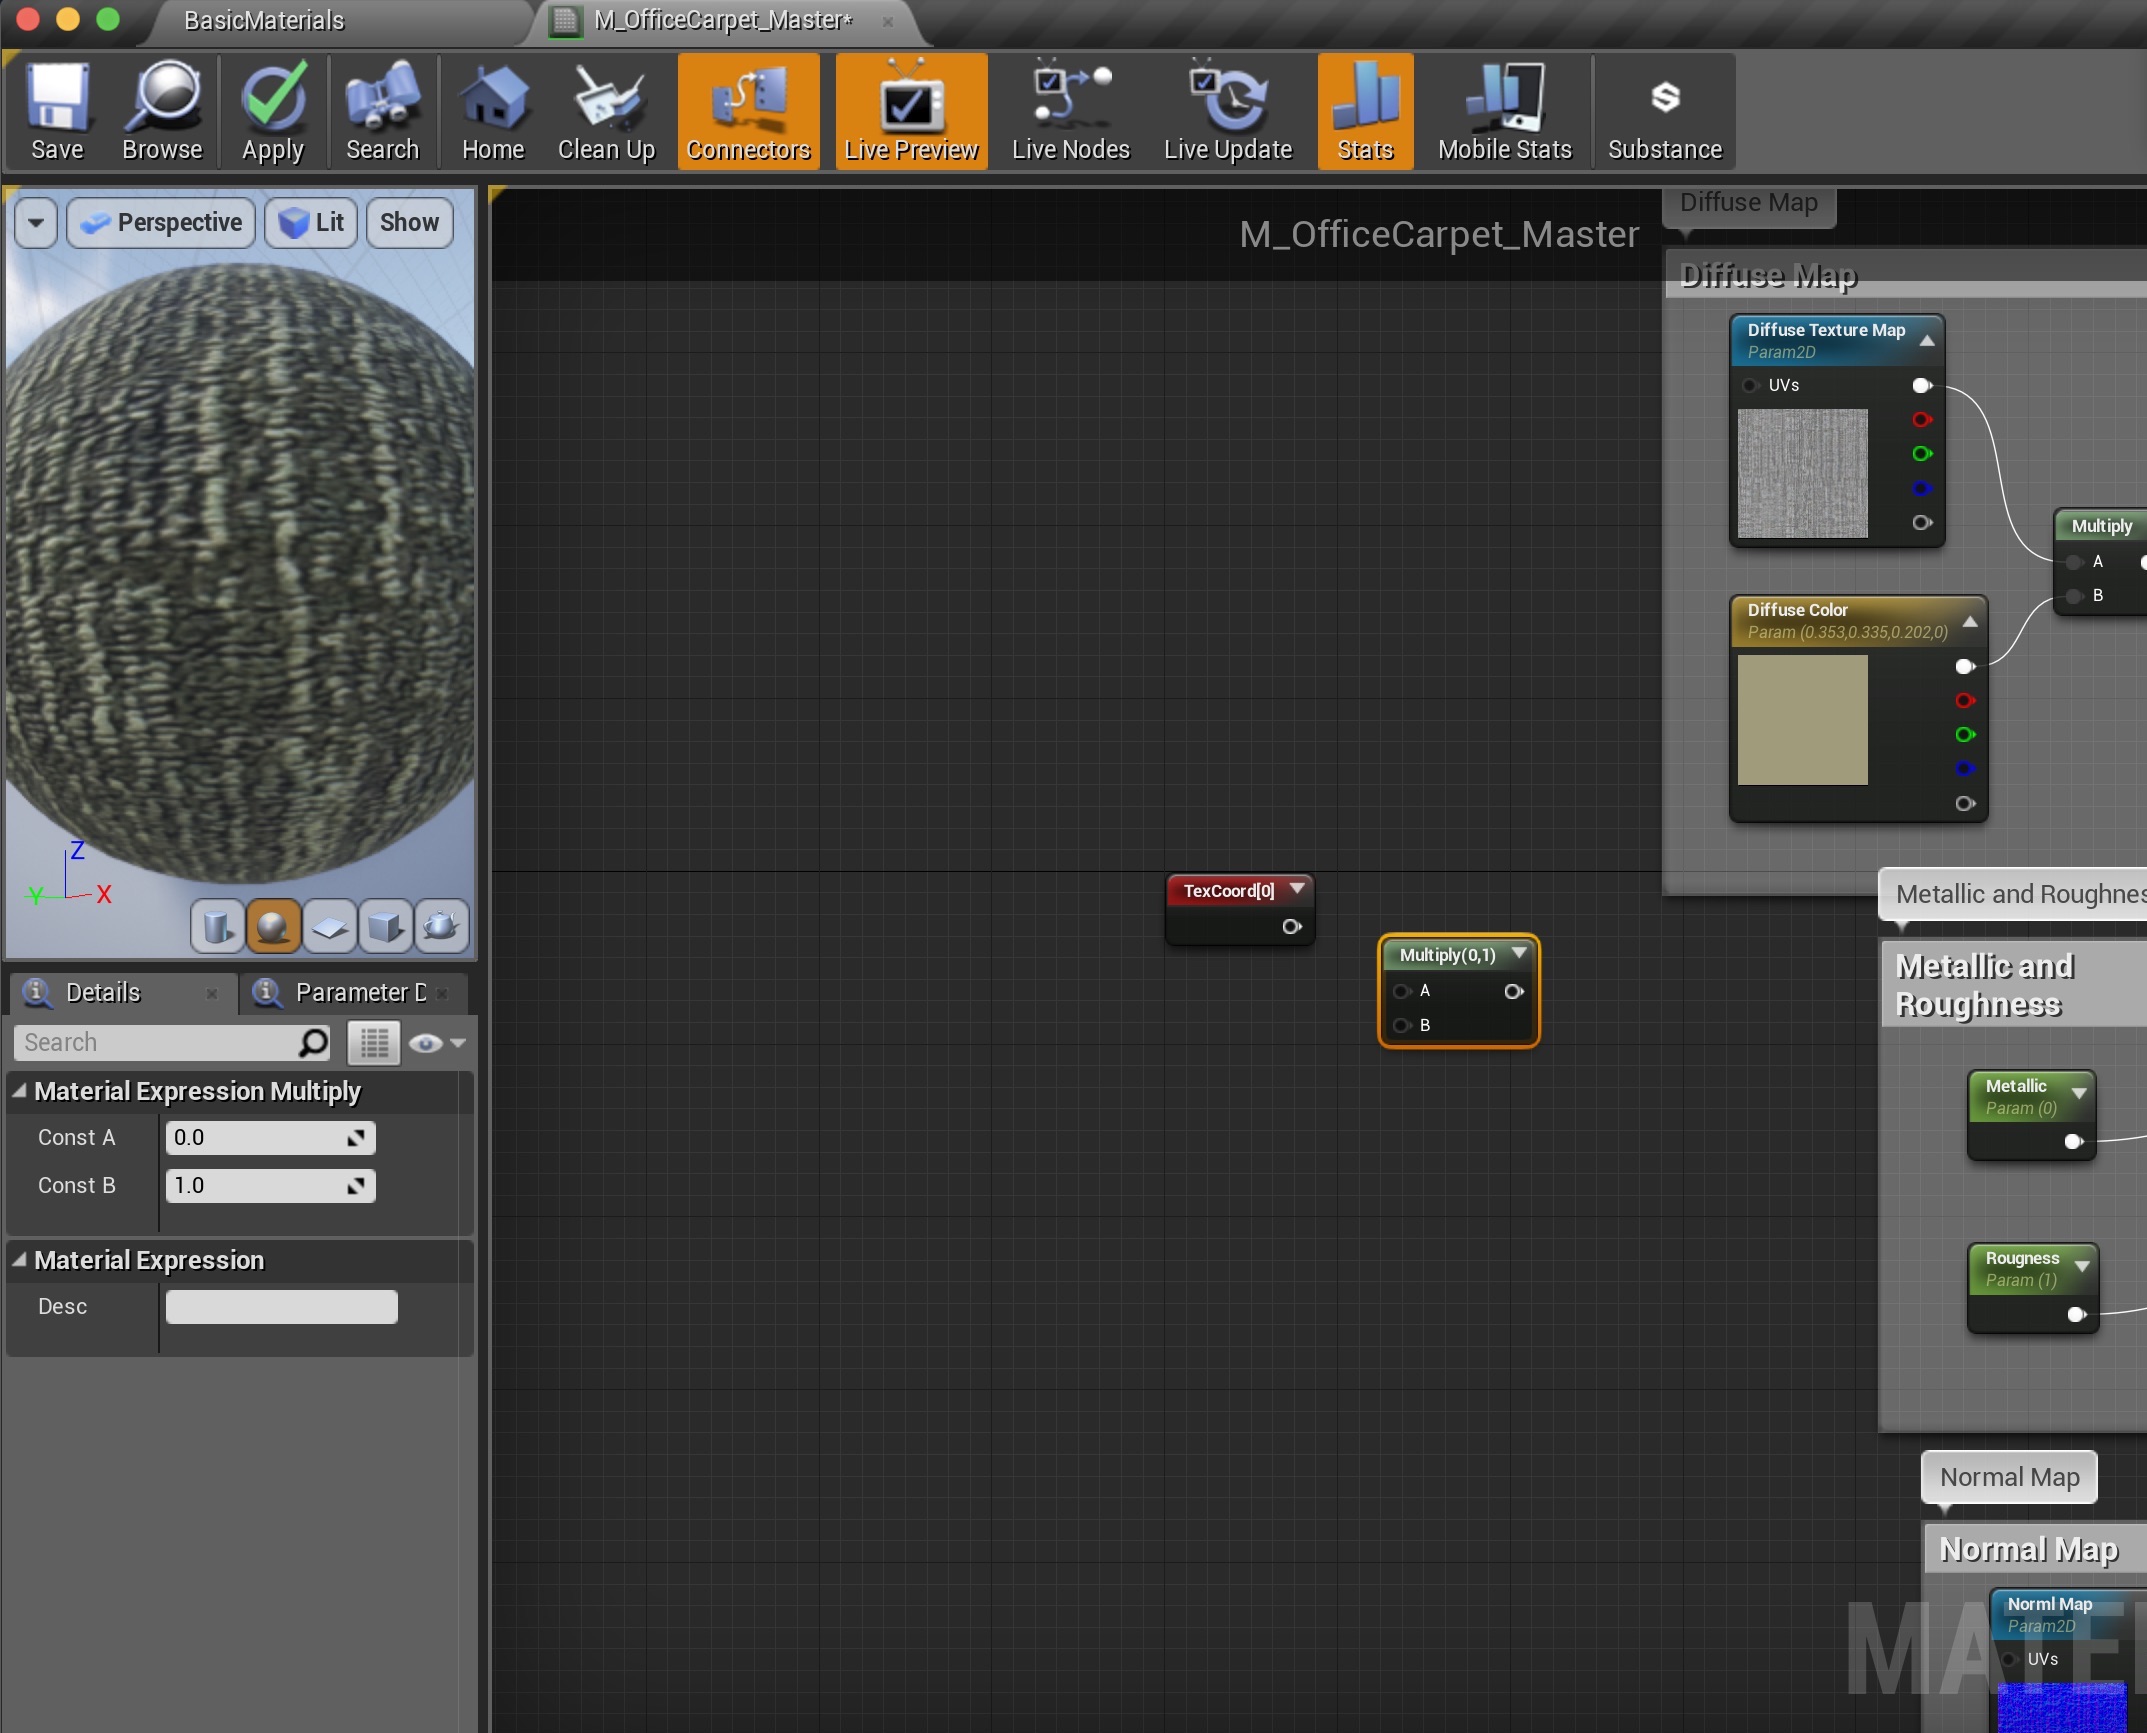 BasicMaterials
M_OfficeCarpet_Master*
Save
Browse
Apply
Search
Home
Clean Up
Connectors
Live Preview
Live Nodes
Live Update
Stats
Mobile Stats
Substance
Perspective
Lit
Show
Z
Y
X
Details
Parameter D
Search
Material Expression Multiply
Const A
0.0
Const B
1.0
Material Expression
Desc
M_OfficeCarpet_Master
Diffuse Map
Diffuse Map
Diffuse Texture Map
Param2D
UVs
Multiply
A
B
Diffuse Color
Param (0.353,0.335,0.202,0)
TexCoord[0]
Multiply(0,1)
A
B
Metallic and Roughnes
Metallic and
Roughness
Metallic
Param (0)
Rougness
Param (1)
Normal Map
Normal Map
Norml Map
Param2D
UVs
MATE